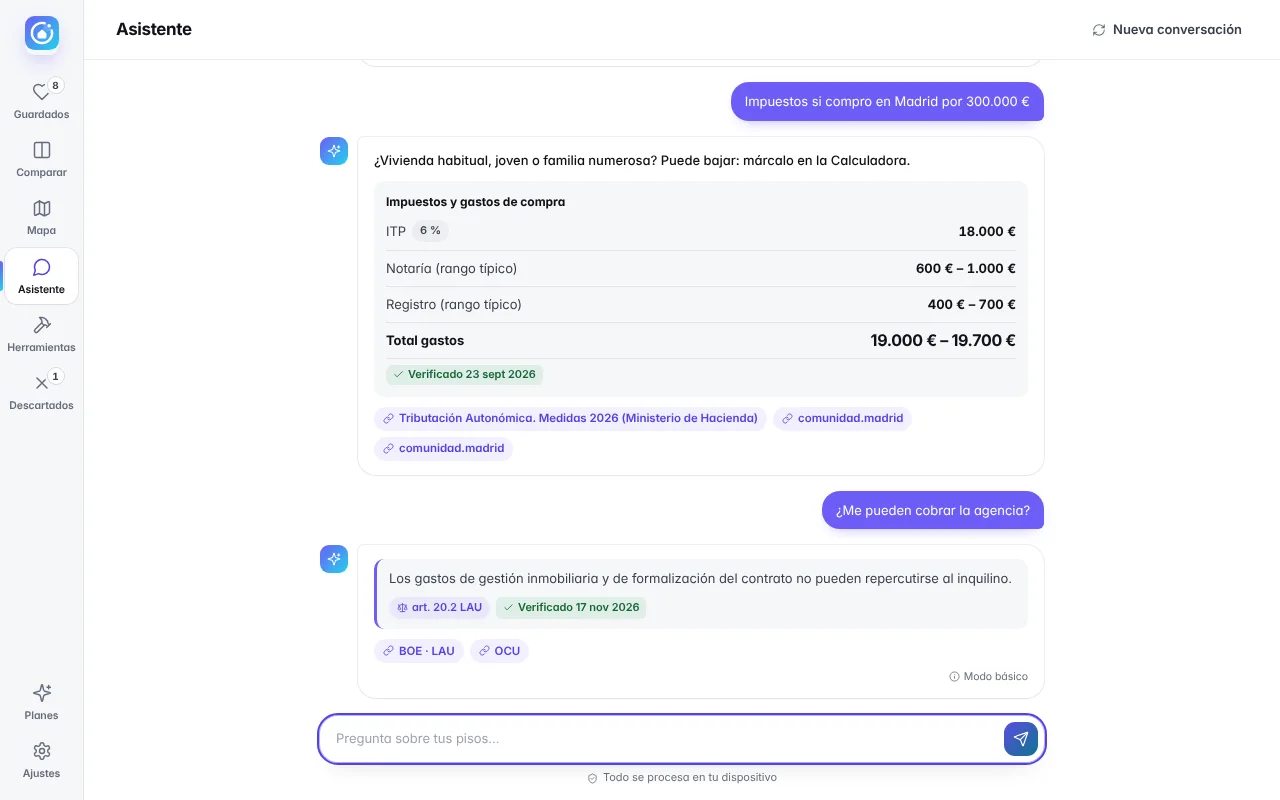 Asistente
Nueva conversación
8
Guardados
Comparar
Mapa
Asistente
Herramientas
1
Descartados
Planes
Ajustes
Impuestos si compro en Madrid por 300.000 €
¿Vivienda habitual, joven o familia numerosa? Puede bajar: márcalo en la Calculadora.
Impuestos y gastos de compra
ITP 6 % 18.000 €
Notaría (rango típico) 600 € – 1.000 €
Registro (rango típico) 400 € – 700 €
Total gastos 19.000 € – 19.700 €
Verificado 23 sept 2026
Tributación Autonómica. Medidas 2026 (Ministerio de Hacienda) comunidad.madrid
comunidad.madrid
¿Me pueden cobrar la agencia?
Los gastos de gestión inmobiliaria y de formalización del contrato no pueden repercutirse al inquilino.
art. 20.2 LAU Verificado 17 nov 2026
BOE · LAU OCU
Modo básico
Pregunta sobre tus pisos...
Todo se procesa en tu dispositivo